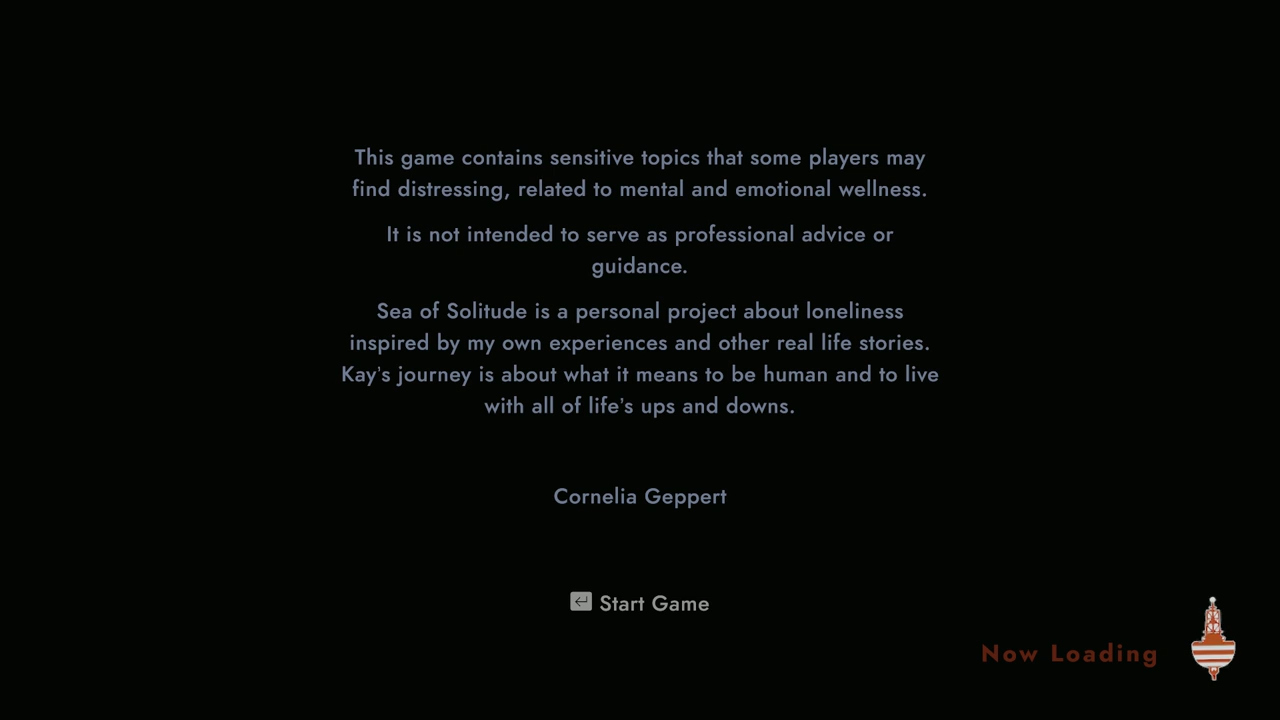 This game contains sensitive topics that some players may
find distressing, related to mental and emotional wellness.
It is not intended to serve as professional advice or
guidance.
Sea of Solitude is a personal project about loneliness
inspired by my own experiences and other real life stories.
Kay's journey is about what it means to be human and to live
with all of life's ups and downs.
Cornelia Geppert
Start Game
Now Loading